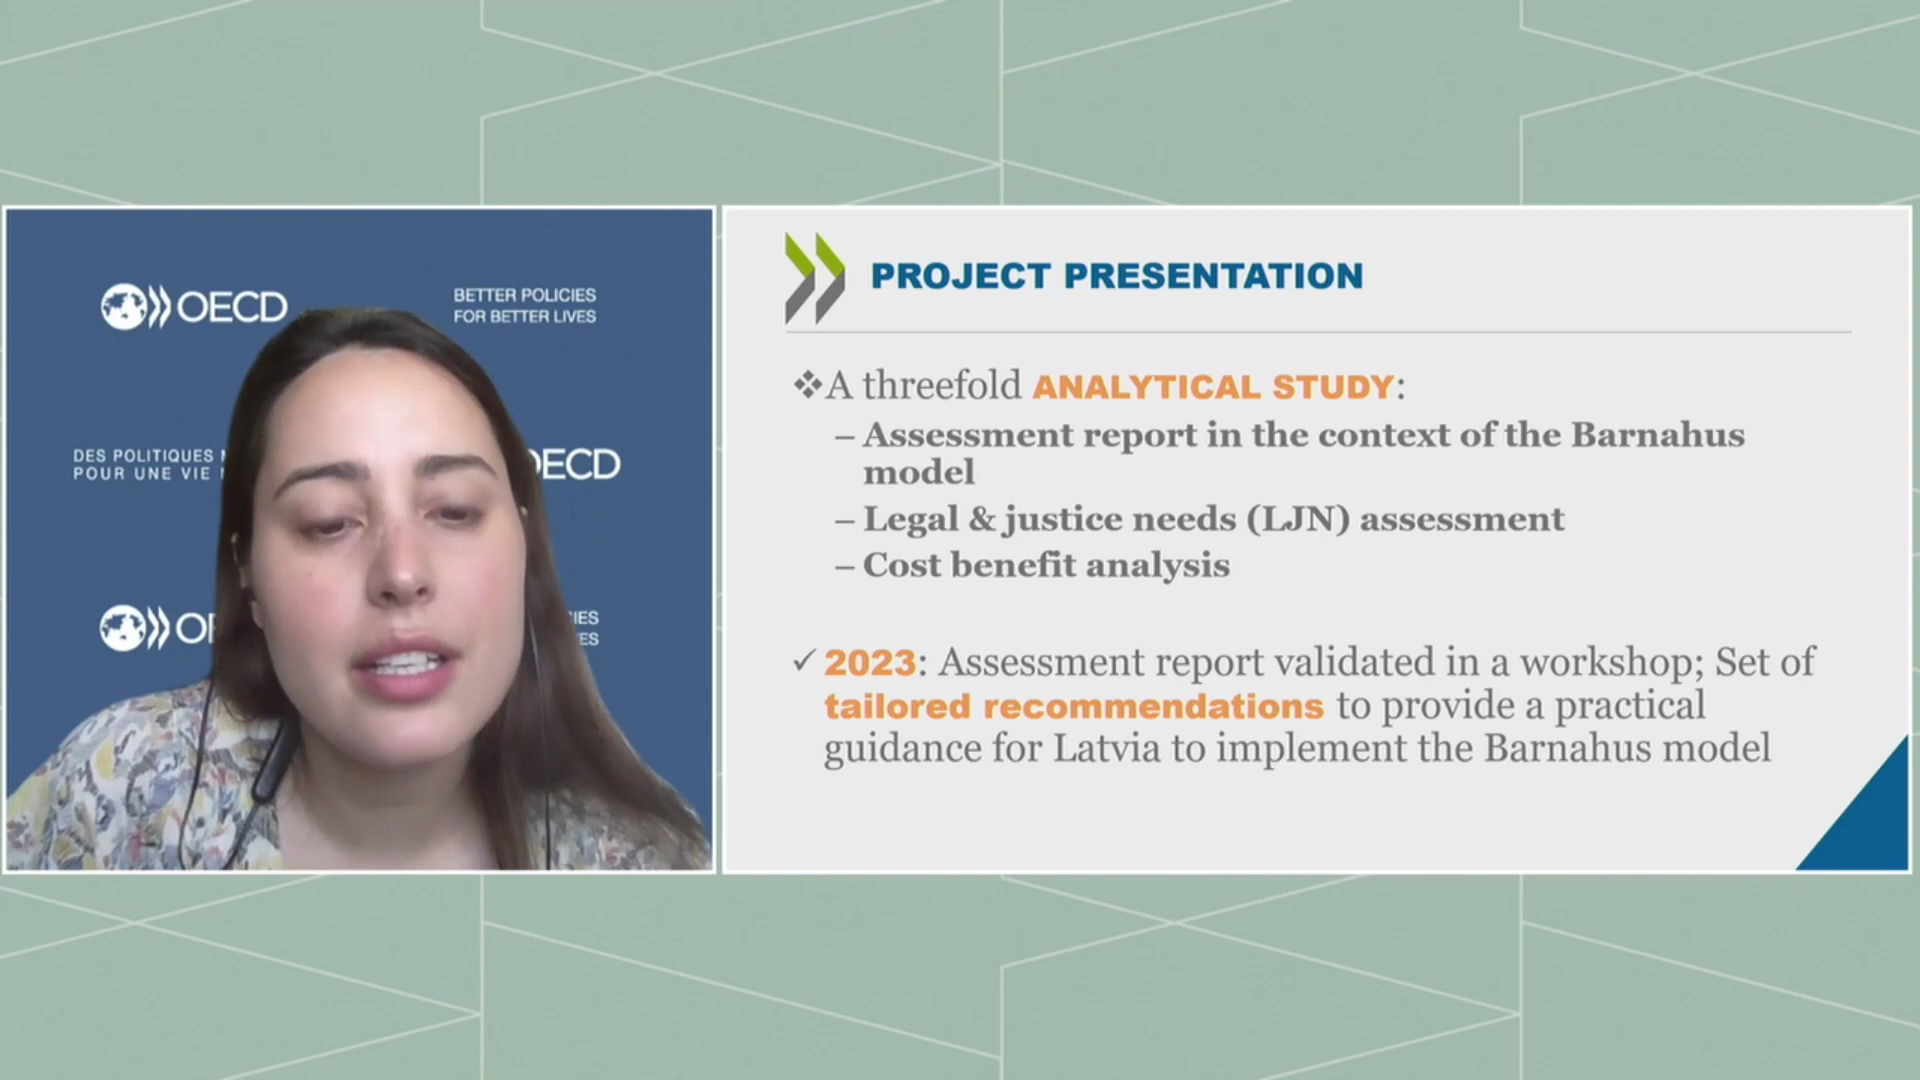 OECD
BETTER POLICIES
FOR BETTER LIVES
DES POLITIQUES
POUR UNE VIE
OECD
PROJECT PRESENTATION
❖A threefold ANALYTICAL STUDY:
– Assessment report in the context of the Barnahus
model
– Legal & justice needs (LJN) assessment
– Cost benefit analysis
✓ 2023: Assessment report validated in a workshop; Set of
tailored recommendations to provide a practical
guidance for Latvia to implement the Barnahus model